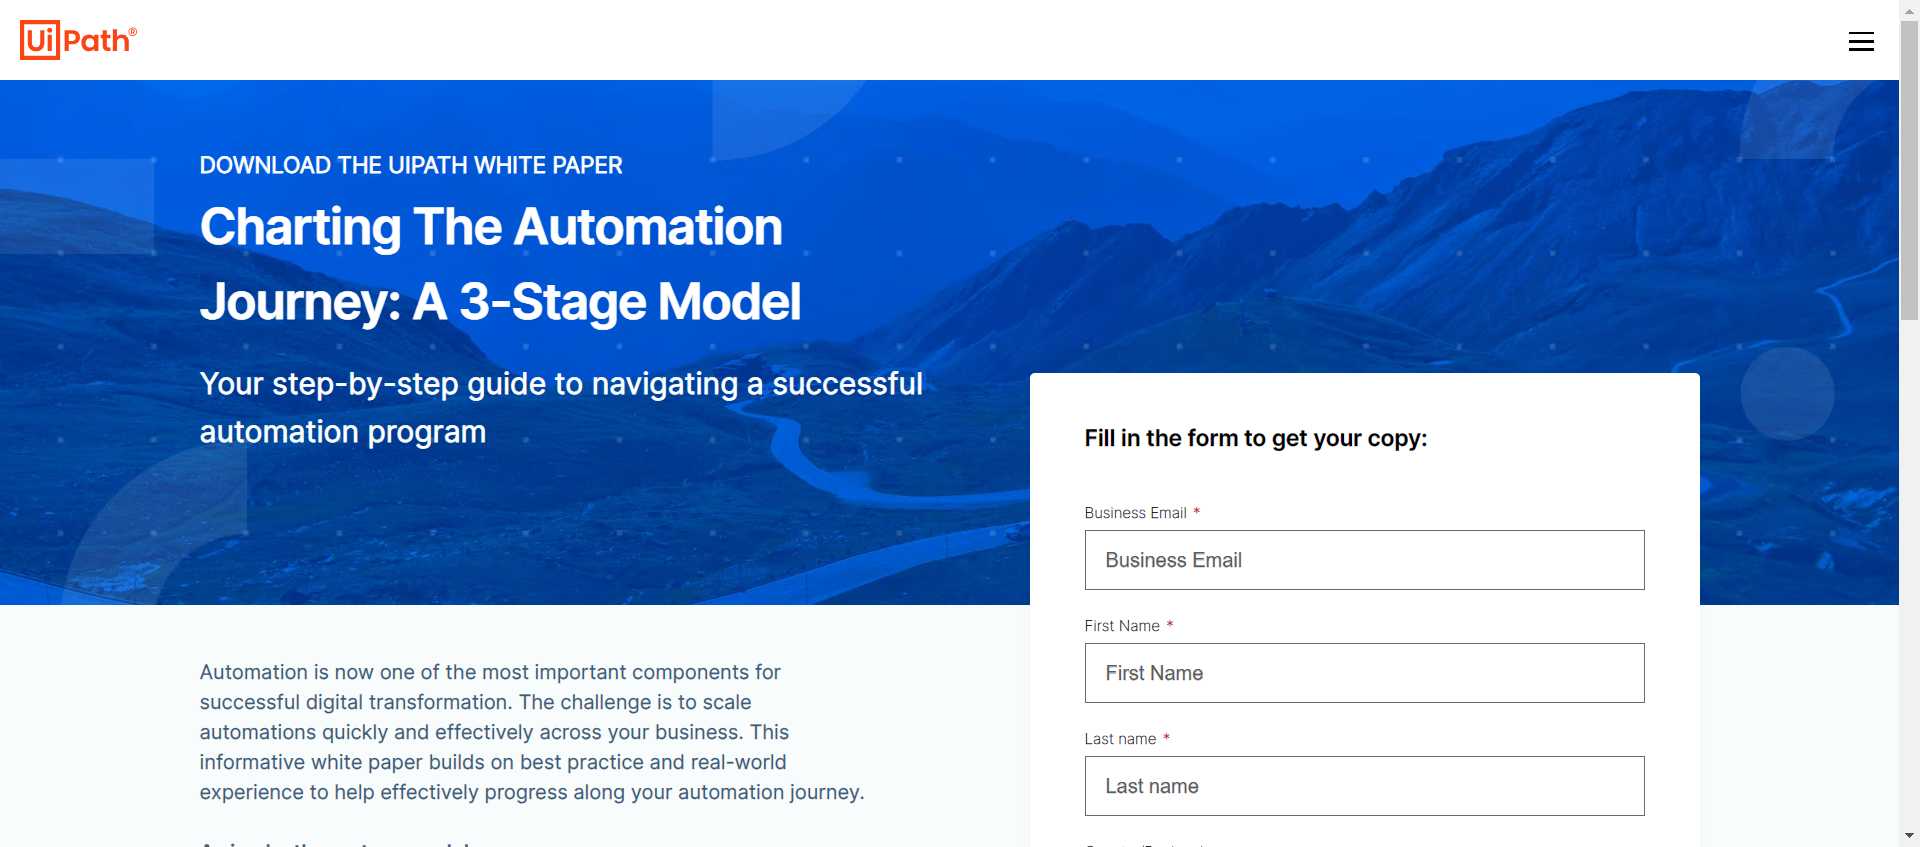 UiPath®
DOWNLOAD THE UIPATH WHITE PAPER
Charting The Automation
Journey: A 3-Stage Model
Your step-by-step guide to navigating a successful
automation program
Fill in the form to get your copy:
Business Email *
Business Email
First Name *
First Name
Last name *
Last name
Automation is now one of the most important components for
successful digital transformation. The challenge is to scale
automations quickly and effectively across your business. This
informative white paper builds on best practice and real-world
experience to help effectively progress along your automation journey.